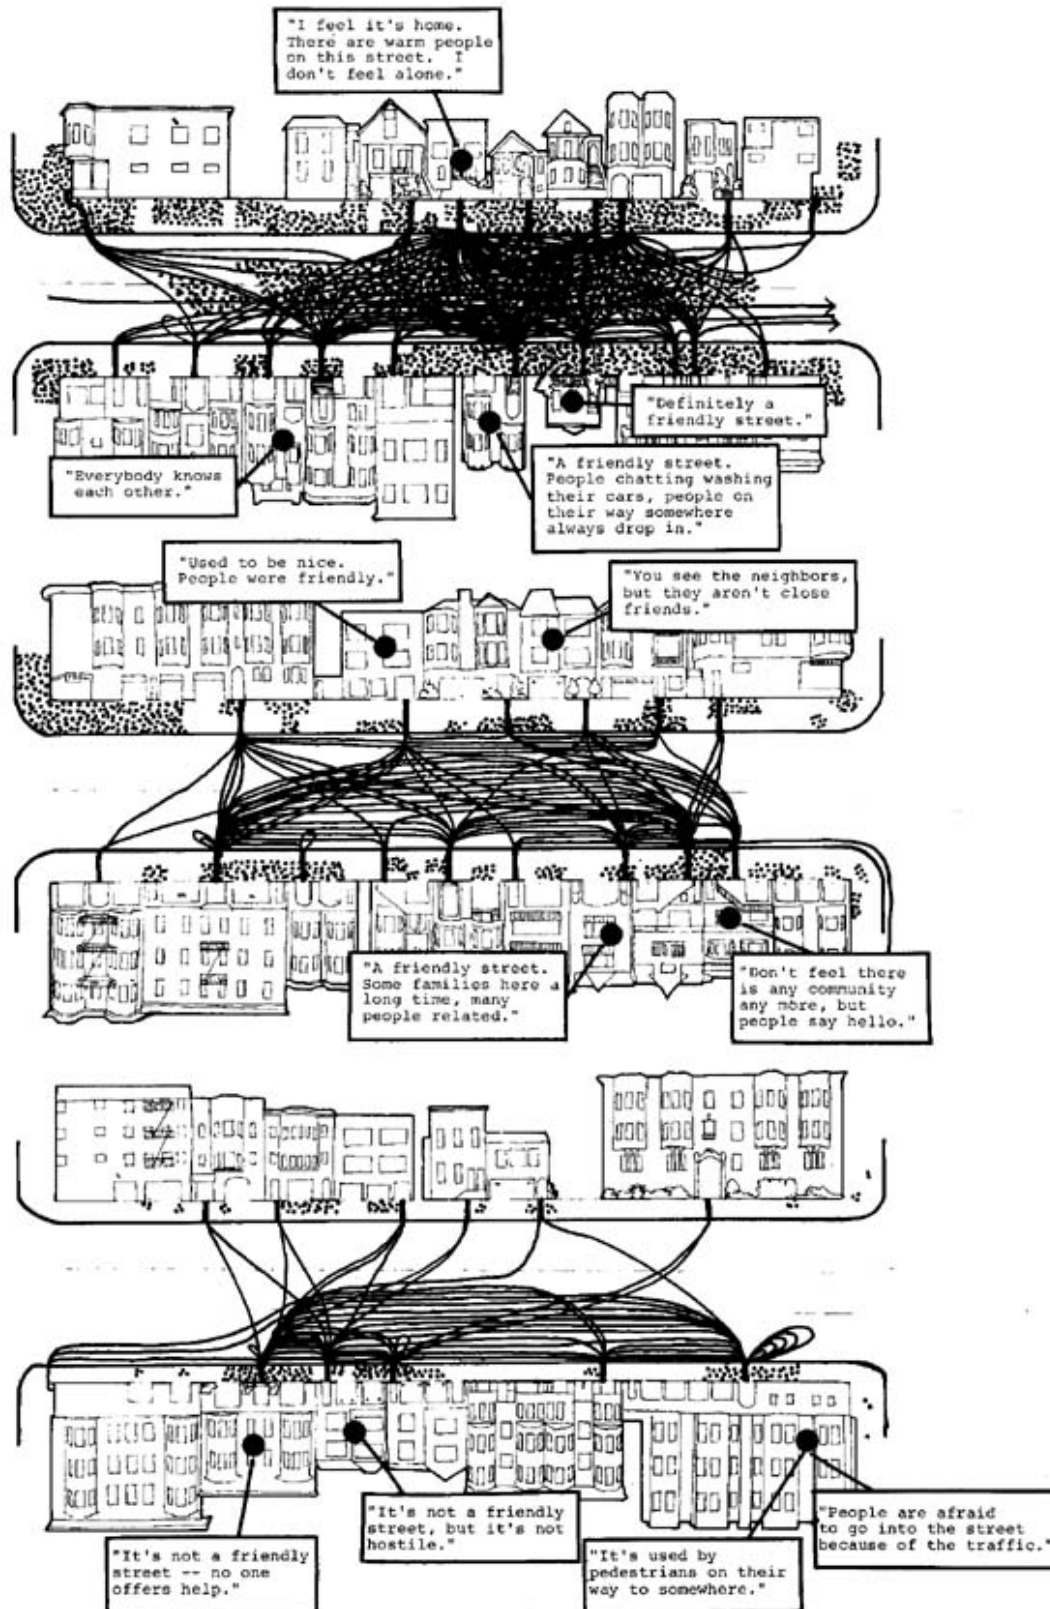 "I feel it's home.
There are warm people
on this street. I
don't feel alone."
"Definitely a
friendly street."
"Everybody knows
each other."
"A friendly street.
People chatting washing
their cars, people on
their way somewhere
always drop in."
"Used to be nice.
People were friendly."
"You see the neighbors,
but they aren't close
friends."
"A friendly street.
Some families here a
long time, many
people related."
"Don't feel there
is any community
any more, but
people say hello."
"It's not a friendly
street -- no one
offers help."
"It's not a friendly
street, but it's not
hostile."
"It's used by
pedestrians on their
way to somewhere."
"People are afraid
to go into the street
because of the traffic."